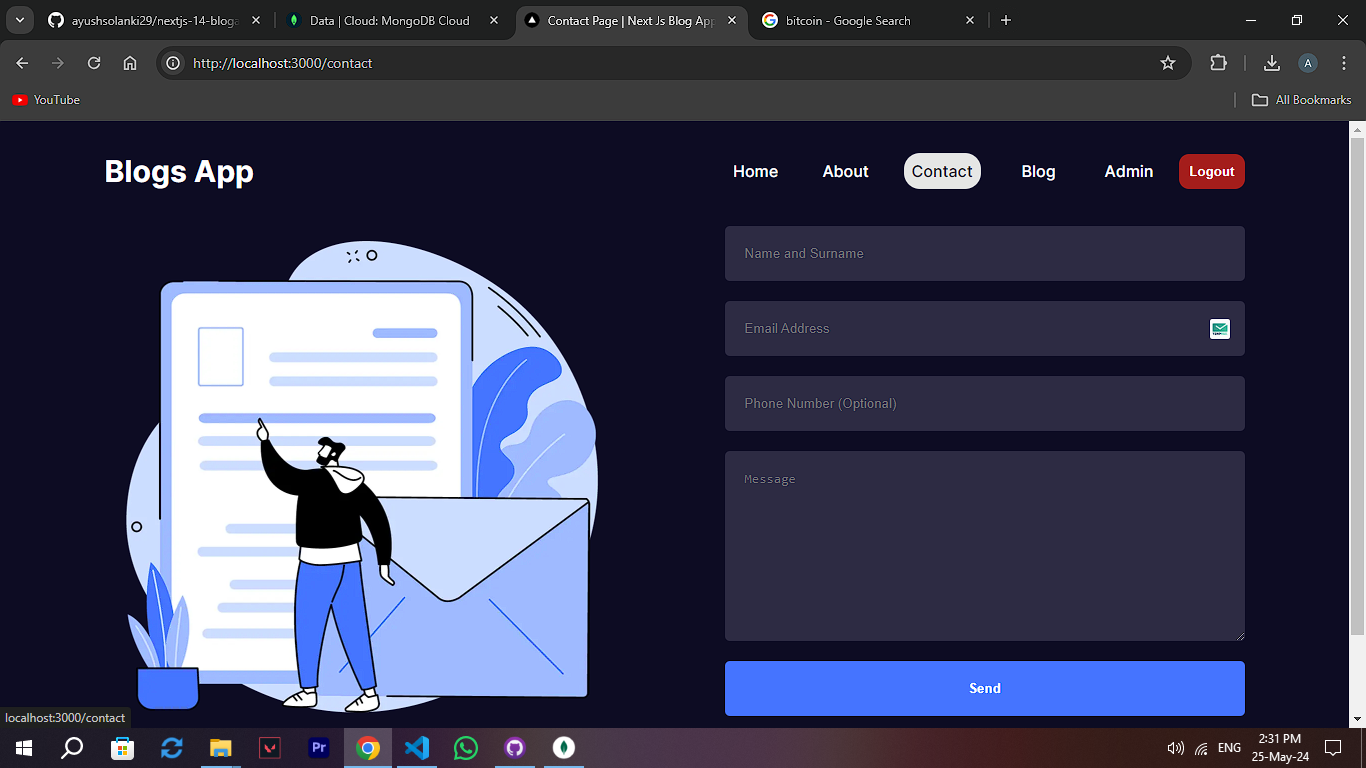 ayushsolanki29/nextjs-14-bloga
Data | Cloud: MongoDB Cloud
Contact Page | Next Js Blog App
bitcoin - Google Search
http://localhost:3000/contact
A
YouTube
All Bookmarks
Blogs App
Home
About
Contact
Blog
Admin
Logout
Name and Surname
Email Address
Phone Number (Optional)
Message
Send
localhost:3000/contact
Pr
ENG
2:31 PM
25-May-24